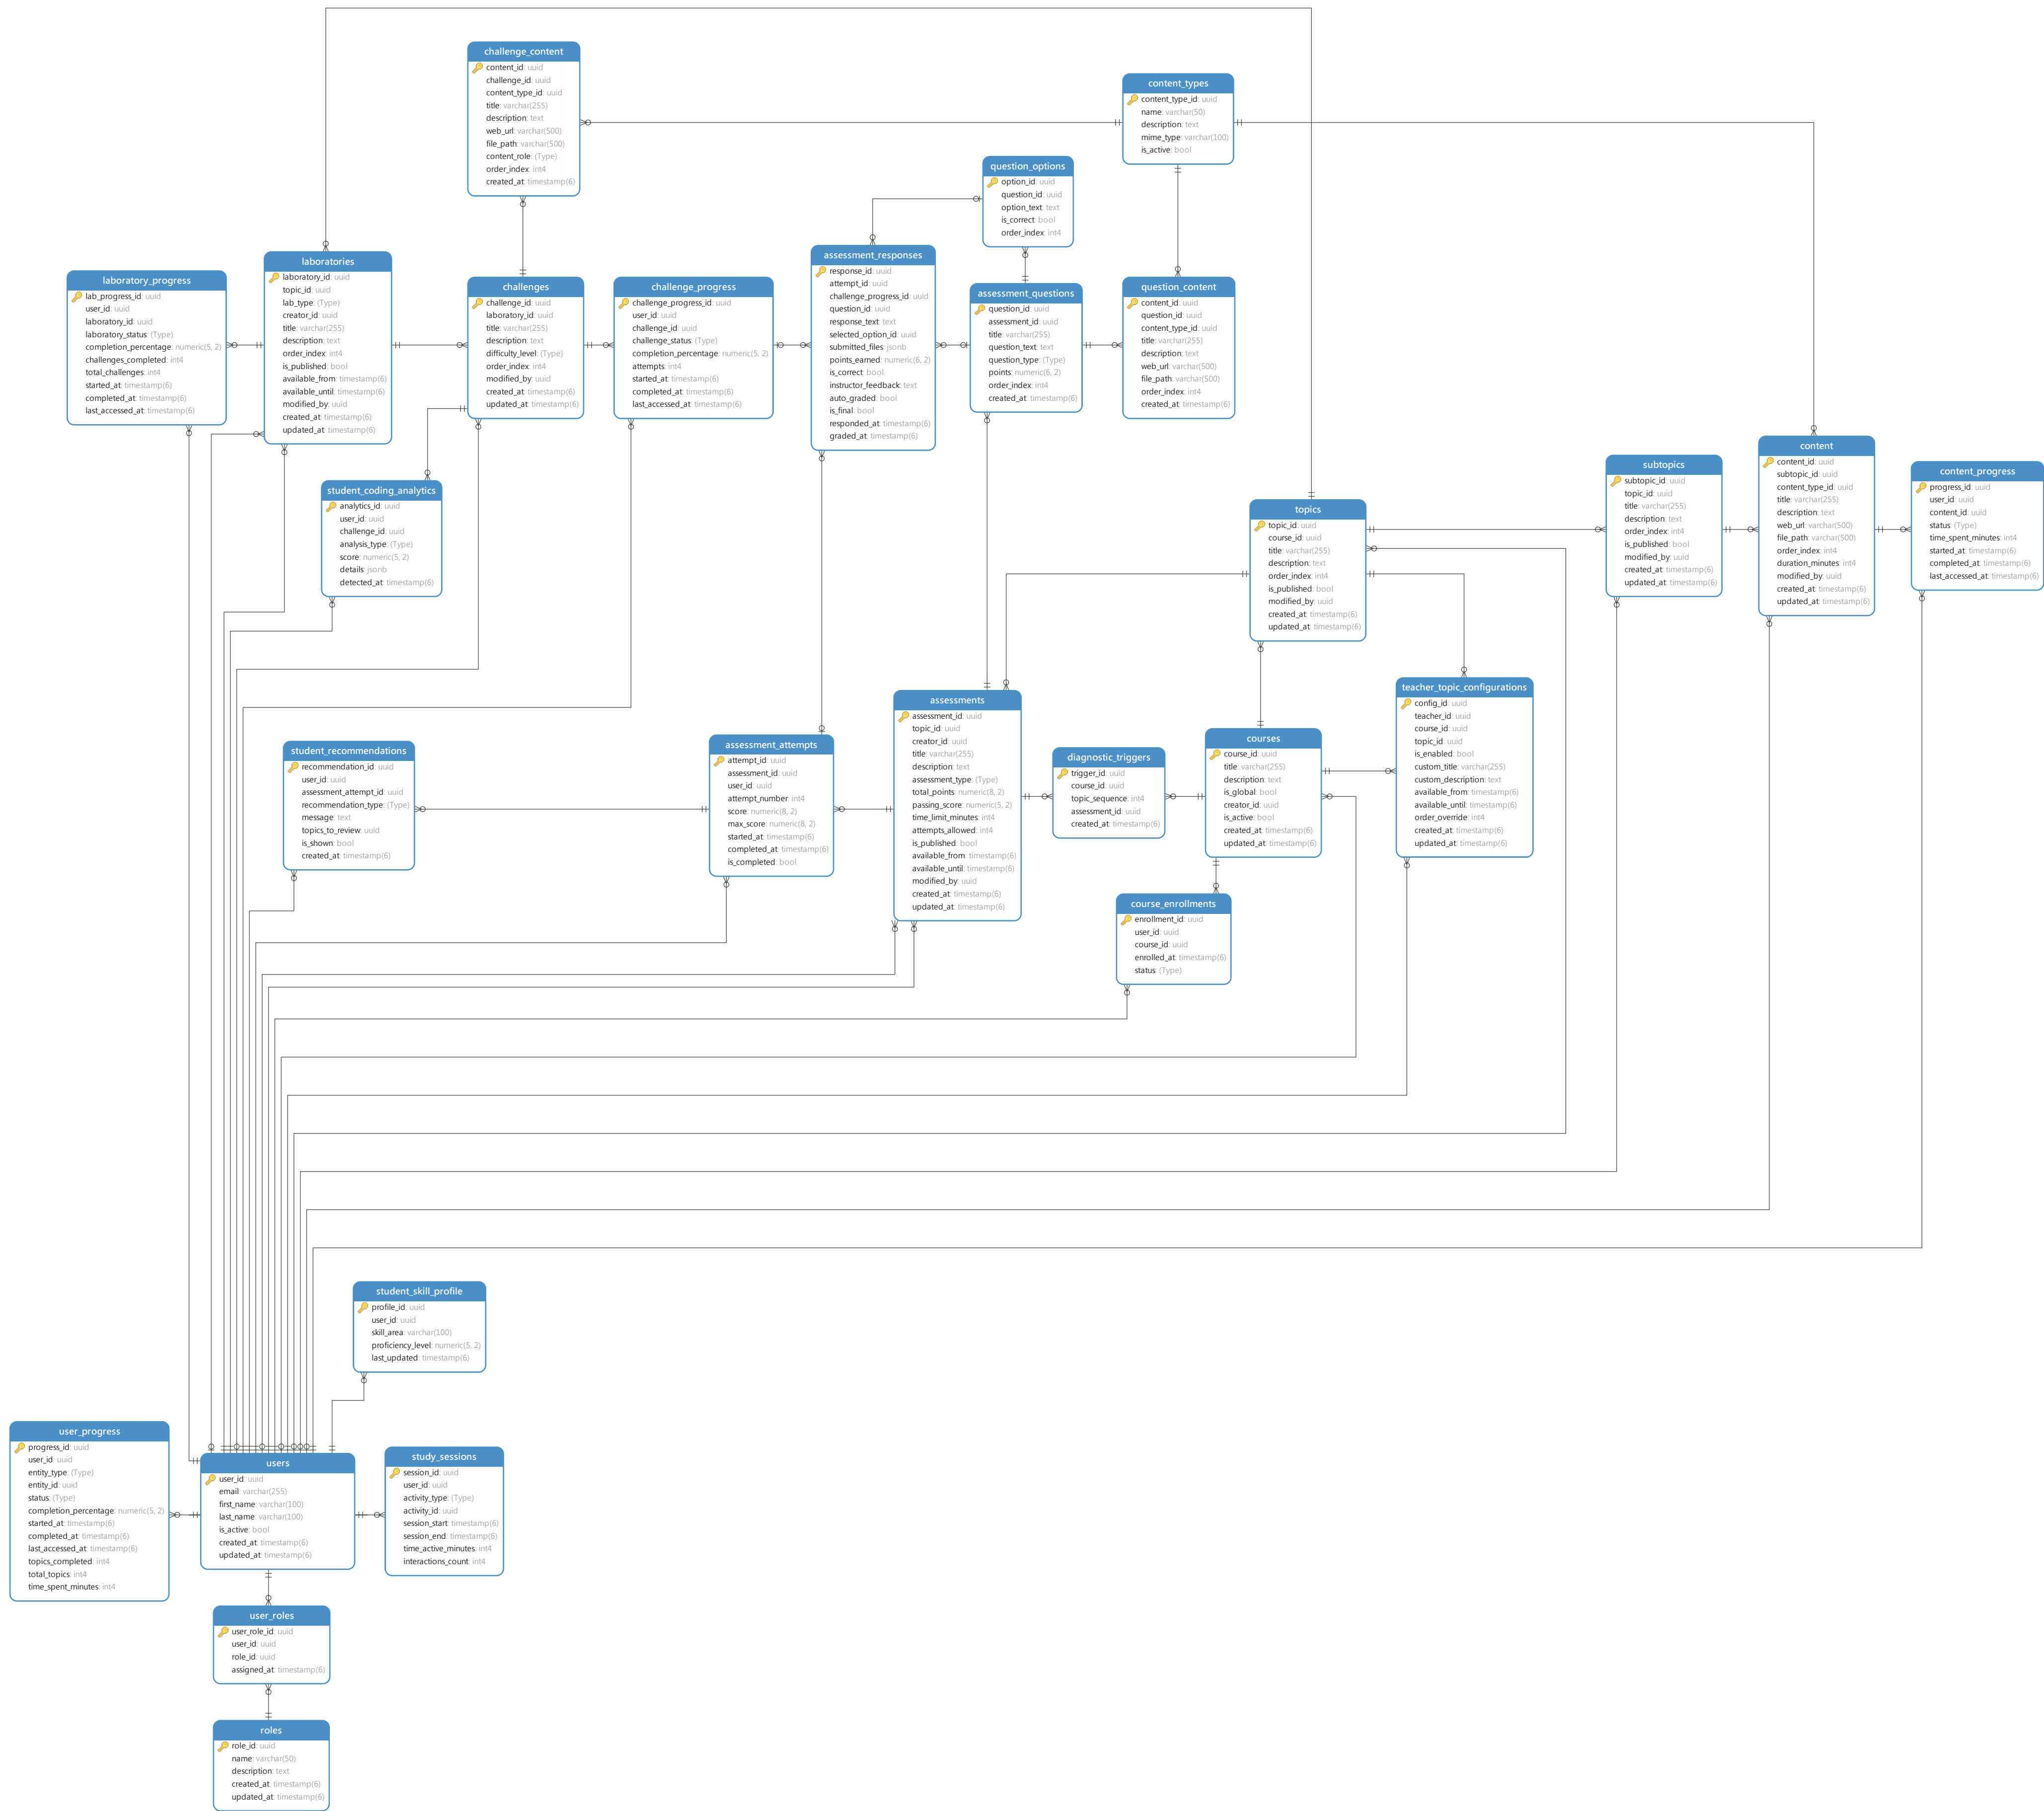 challenge_content
content_id: uuid
challenge_id: uuid
content_type_id: uuid
title: varchar(255)
description: text
web_url: varchar(500)
file_path: varchar(500)
content_role: (Type)
order_index: int4
created_at: timestamp(6)
content_types
content_type_id: uuid
name: varchar(50)
description: text
mime_type: varchar(100)
is_active: bool
question_options
option_id: uuid
question_id: uuid
option_text: text
is_correct: bool
order_index: int4
laboratory_progress
lab_progress_id: uuid
user_id: uuid
laboratory_id: uuid
laboratory_status: (Type)
completion_percentage: numeric(5, 2)
challenges_completed: int4
total_challenges: int4
started_at: timestamp(6)
completed_at: timestamp(6)
last_accessed_at: timestamp(6)
laboratories
laboratory_id: uuid
topic_id: uuid
lab_type: (Type)
creator_id: uuid
title: varchar(255)
description: text
order_index: int4
is_published: bool
available_from: timestamp(6)
available_until: timestamp(6)
modified_by: uuid
created_at: timestamp(6)
updated_at: timestamp(6)
challenges
challenge_id: uuid
laboratory_id: uuid
title: varchar(255)
description: text
difficulty_level: (Type)
order_index: int4
modified_by: uuid
created_at: timestamp(6)
updated_at: timestamp(6)
challenge_progress
challenge_progress_id: uuid
user_id: uuid
challenge_id: uuid
challenge_status: (Type)
completion_percentage: numeric(5, 2)
attempts: int4
started_at: timestamp(6)
completed_at: timestamp(6)
last_accessed_at: timestamp(6)
assessment_responses
response_id: uuid
attempt_id: uuid
challenge_progress_id: uuid
question_id: uuid
response_text: text
selected_option_id: uuid
submitted_files: jsonb
points_earned: numeric(6, 2)
is_correct: bool
instructor_feedback: text
auto_graded: bool
is_final: bool
responded_at: timestamp(6)
graded_at: timestamp(6)
assessment_questions
question_id: uuid
assessment_id: uuid
title: varchar(255)
question_text: text
question_type: (Type)
points: numeric(6, 2)
order_index: int4
created_at: timestamp(6)
question_content
content_id: uuid
question_id: uuid
content_type_id: uuid
title: varchar(255)
description: text
web_url: varchar(500)
file_path: varchar(500)
order_index: int4
created_at: timestamp(6)
student_coding_analytics
analytics_id: uuid
user_id: uuid
challenge_id: uuid
analysis_type: (Type)
score: numeric(5, 2)
details: jsonb
detected_at: timestamp(6)
topics
topic_id: uuid
course_id: uuid
title: varchar(255)
description: text
order_index: int4
is_published: bool
modified_by: uuid
created_at: timestamp(6)
updated_at: timestamp(6)
subtopics
subtopic_id: uuid
topic_id: uuid
title: varchar(255)
description: text
order_index: int4
is_published: bool
modified_by: uuid
created_at: timestamp(6)
updated_at: timestamp(6)
content
content_id: uuid
subtopic_id: uuid
content_type_id: uuid
title: varchar(255)
description: text
web_url: varchar(500)
file_path: varchar(500)
order_index: int4
duration_minutes: int4
modified_by: uuid
created_at: timestamp(6)
updated_at: timestamp(6)
content_progress
progress_id: uuid
user_id: uuid
content_id: uuid
status: (Type)
time_spent_minutes: int4
started_at: timestamp(6)
completed_at: timestamp(6)
last_accessed_at: timestamp(6)
student_recommendations
recommendation_id: uuid
user_id: uuid
assessment_attempt_id: uuid
recommendation_type: (Type)
message: text
topics_to_review: uuid
is_shown: bool
created_at: timestamp(6)
assessment_attempts
attempt_id: uuid
assessment_id: uuid
user_id: uuid
attempt_number: int4
score: numeric(8, 2)
max_score: numeric(8, 2)
started_at: timestamp(6)
completed_at: timestamp(6)
is_completed: bool
assessments
assessment_id: uuid
topic_id: uuid
creator_id: uuid
title: varchar(255)
description: text
assessment_type: (Type)
total_points: numeric(8, 2)
passing_score: numeric(5, 2)
time_limit_minutes: int4
attempts_allowed: int4
is_published: bool
available_from: timestamp(6)
available_until: timestamp(6)
modified_by: uuid
created_at: timestamp(6)
updated_at: timestamp(6)
diagnostic_triggers
trigger_id: uuid
course_id: uuid
topic_sequence: int4
assessment_id: uuid
created_at: timestamp(6)
courses
course_id: uuid
title: varchar(255)
description: text
is_global: bool
creator_id: uuid
is_active: bool
created_at: timestamp(6)
updated_at: timestamp(6)
teacher_topic_configurations
config_id: uuid
teacher_id: uuid
course_id: uuid
topic_id: uuid
is_enabled: bool
custom_title: varchar(255)
custom_description: text
available_from: timestamp(6)
available_until: timestamp(6)
order_override: int4
created_at: timestamp(6)
updated_at: timestamp(6)
course_enrollments
enrollment_id: uuid
user_id: uuid
course_id: uuid
enrolled_at: timestamp(6)
status: (Type)
student_skill_profile
profile_id: uuid
user_id: uuid
skill_area: varchar(100)
proficiency_level: numeric(5, 2)
last_updated: timestamp(6)
user_progress
progress_id: uuid
user_id: uuid
entity_type: (Type)
entity_id: uuid
status: (Type)
completion_percentage: numeric(5, 2)
started_at: timestamp(6)
completed_at: timestamp(6)
last_accessed_at: timestamp(6)
topics_completed: int4
total_topics: int4
time_spent_minutes: int4
users
user_id: uuid
email: varchar(255)
first_name: varchar(100)
last_name: varchar(100)
is_active: bool
created_at: timestamp(6)
updated_at: timestamp(6)
study_sessions
session_id: uuid
user_id: uuid
activity_type: (Type)
activity_id: uuid
session_start: timestamp(6)
session_end: timestamp(6)
time_active_minutes: int4
interactions_count: int4
user_roles
user_role_id: uuid
user_id: uuid
role_id: uuid
assigned_at: timestamp(6)
roles
role_id: uuid
name: varchar(50)
description: text
created_at: timestamp(6)
updated_at: timestamp(6)